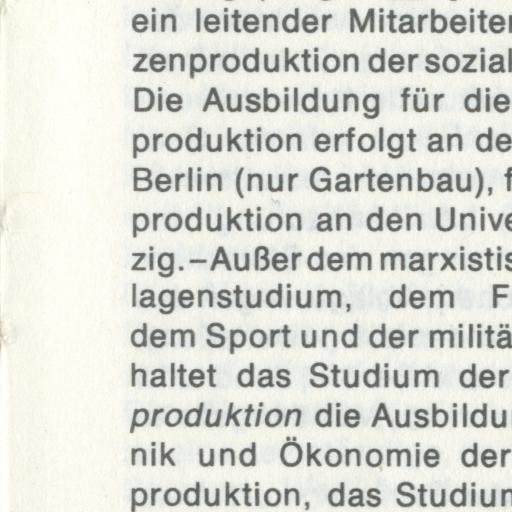 ein leitender Mitarbeiter
zenproduktion der sozial
Die Ausbildung für die
produktion erfolgt an de
Berlin (nur Gartenbau), f
produktion an den Unive
zig.–Außer dem marxistis
lagenstudium, dem F
dem Sport und der militä
haltet das Studium der
produktion die Ausbildu
nik und Ökonomie der
produktion, das Studium